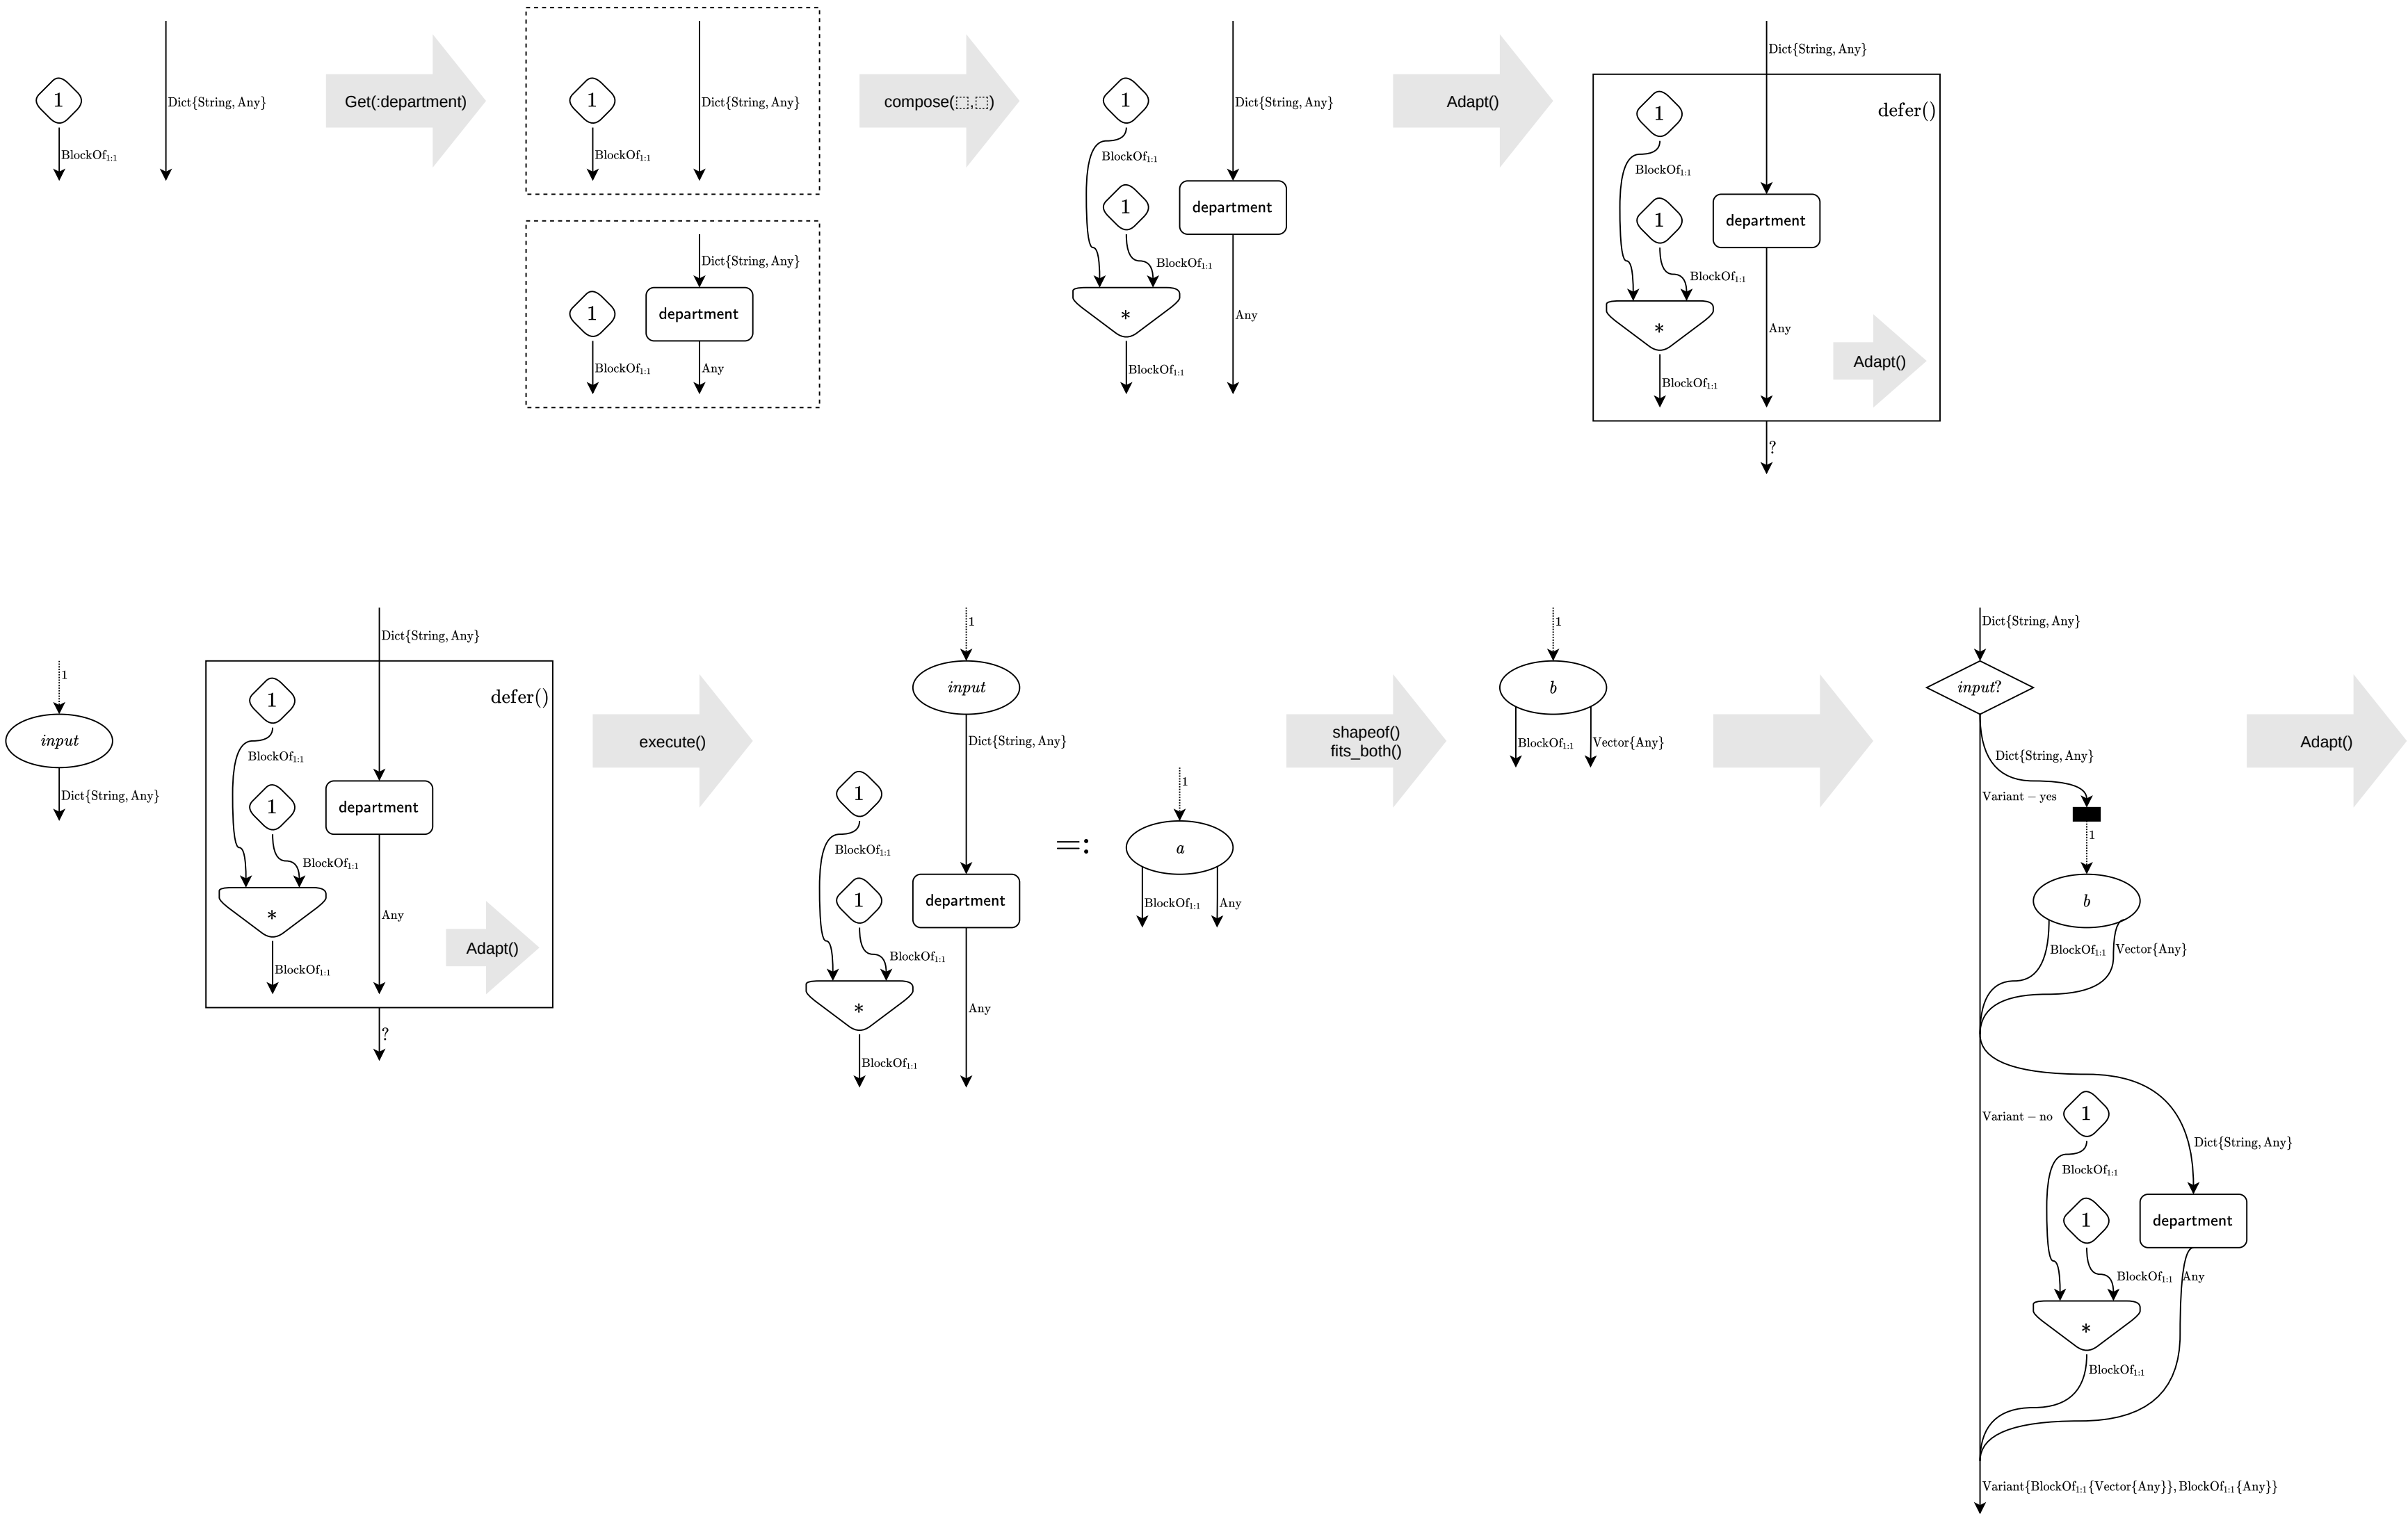 1
Dict{String, Any}
BlockOf1:1
Get(:department)
1
Dict{String, Any}
BlockOf1:1
Dict{String, Any}
1
department
BlockOf1:1
Any
compose(⬚,⬚)
1
Dict{String, Any}
BlockOf1:1
1
department
BlockOf1:1
*
Any
BlockOf1:1
Adapt()
Dict{String, Any}
defer()
1
BlockOf1:1
1
department
BlockOf1:1
*
Any
Adapt()
BlockOf1:1
?
1
input
Dict{String, Any}
Dict{String, Any}
defer()
1
BlockOf1:1
1
department
BlockOf1:1
*
Any
Adapt()
BlockOf1:1
?
execute()
1
input
Dict{String, Any}
1
BlockOf1:1
1
department
BlockOf1:1
*
Any
BlockOf1:1
=:
1
a
BlockOf1:1
Any
shapeof()
fits_both()
1
b
BlockOf1:1
Vector{Any}
Dict{String, Any}
input?
Dict{String, Any}
Variant − yes
1
b
BlockOf1:1
Vector{Any}
Variant − no
1
Dict{String, Any}
BlockOf1:1
1
department
BlockOf1:1
Any
*
BlockOf1:1
Variant{BlockOf1:1{Vector{Any}}, BlockOf1:1{Any}}
Adapt()